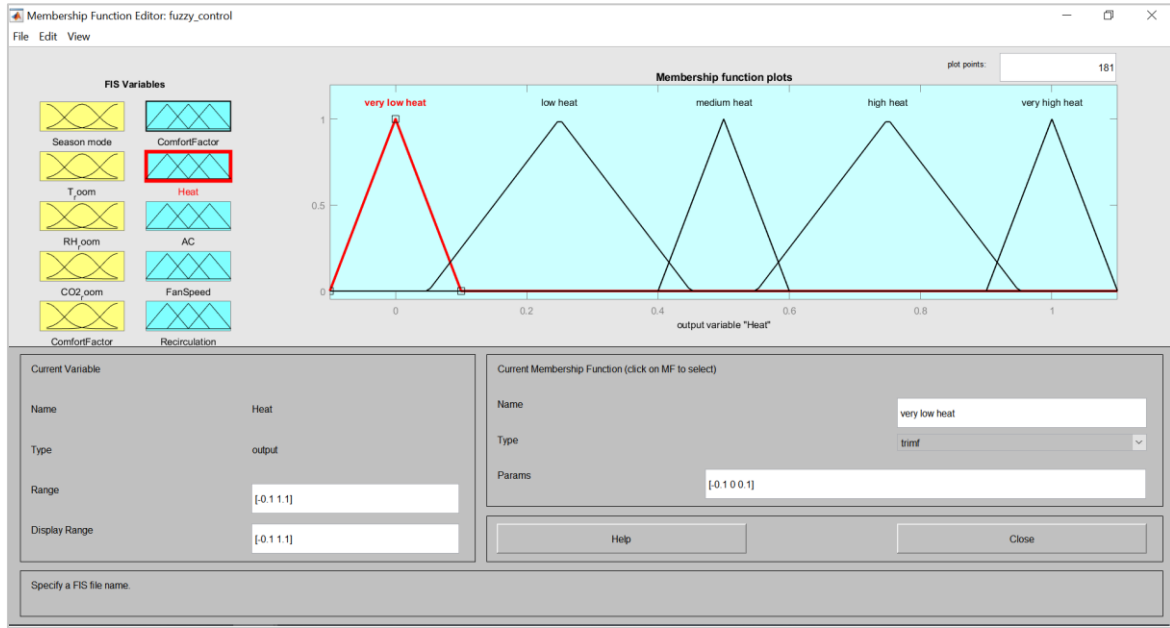 Membership Function Editor: fuzzy_control
File Edit View
FIS Variables
Season mode
ComfortFactor
T_room
Heat
RH_room
AC
CO2_room
FanSpeed
ComfortFactor
Recirculation
plot points:
181
Membership function plots
very low heat
low heat
medium heat
high heat
very high heat
1
0.5
0
0 0.2 0.4 0.6 0.8 1
output variable "Heat"
Current Variable
Name Heat
Type output
Range [-0.1 1.1]
Display Range [-0.1 1.1]
Current Membership Function (click on MF to select)
Name very low heat
Type trimf
Params [-0.1 0 0.1]
Help
Close
Specify a FIS file name.